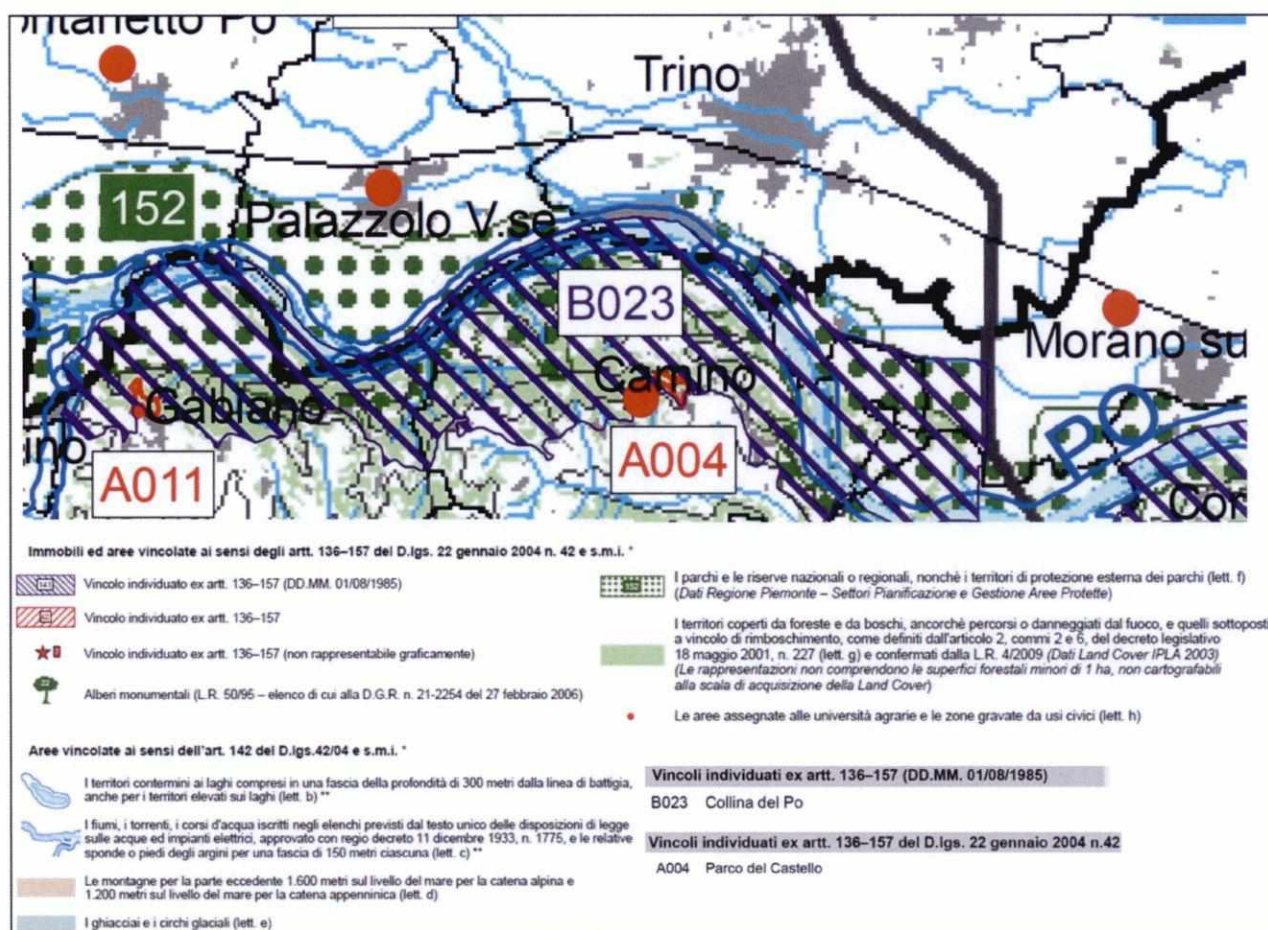 ontanetto Po
Trino
152
Palazzolo V.se
B023
Morano su
Camino
Gabiano
PO
ino
A011
A004
Cor
Immobili ed aree vincolate ai sensi degli artt. 136–157 del D.lgs. 22 gennaio 2004 n. 42 e s.m.i. *
Vincolo individuato ex artt. 136–157 (DD.MM. 01/08/1985)
Vincolo individuato ex artt. 136–157
Vincolo individuato ex artt. 136–157 (non rappresentabile graficamente)
22
Alberi monumentali (L.R. 50/95 – elenco di cui alla D.G.R. n. 21-2254 del 27 febbraio 2006)
152
I parchi e le riserve nazionali o regionali, nonchè i territori di protezione esterna dei parchi (lett. f)
(Dati Regione Piemonte – Settori Pianificazione e Gestione Aree Protette)
I territori coperti da foreste e da boschi, ancorchè percorsi o danneggiati dal fuoco, e quelli sottoposti
a vincolo di rimboschimento, come definiti dall'articolo 2, commi 2 e 6, del decreto legislativo
18 maggio 2001, n. 227 (lett. g) e confermati dalla L.R. 4/2009 (Dati Land Cover IPLA 2003)
(Le rappresentazioni non comprendono le superfici forestali minori di 1 ha, non cartografabili
alla scala di acquisizione della Land Cover)
Le aree assegnate alle università agrarie e le zone gravate da usi civici (lett. h)
Aree vincolate ai sensi dell'art. 142 del D.lgs.42/04 e s.m.i. *
I territori contermini ai laghi compresi in una fascia della profondità di 300 metri dalla linea di battigia,
anche per i territori elevati sui laghi (lett. b) **
I fiumi, i torrenti, i corsi d'acqua iscritti negli elenchi previsti dal testo unico delle disposizioni di legge
sulle acque ed impianti elettrici, approvato con regio decreto 11 dicembre 1933, n. 1775, e le relative
sponde o piedi degli argini per una fascia di 150 metri ciascuna (lett. c) **
Le montagne per la parte eccedente 1.600 metri sul livello del mare per la catena alpina e
1.200 metri sul livello del mare per la catena appenninica (lett. d)
I ghiacciai e i circhi glaciali (lett. e)
Vincoli individuati ex artt. 136–157 (DD.MM. 01/08/1985)
B023 Collina del Po
Vincoli individuati ex artt. 136–157 del D.lgs. 22 gennaio 2004 n.42
A004 Parco del Castello